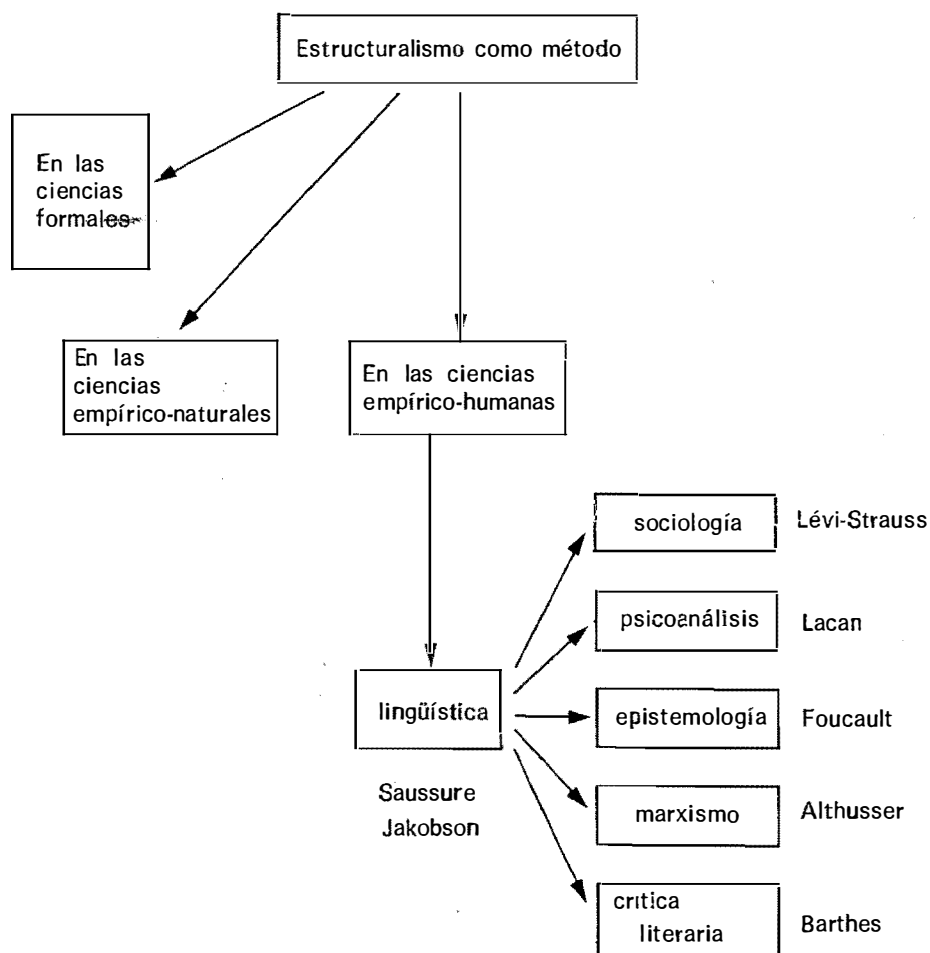 Estructuralismo como método
En las
ciencias
formales
En las
ciencias
empírico-naturales
En las ciencias
empírico-humanas
sociología
Lévi-Strauss
psicoanálisis
Lacan
lingüística
Saussure
Jakobson
epistemología
Foucault
marxismo
Althusser
crítica
literaria
Barthes